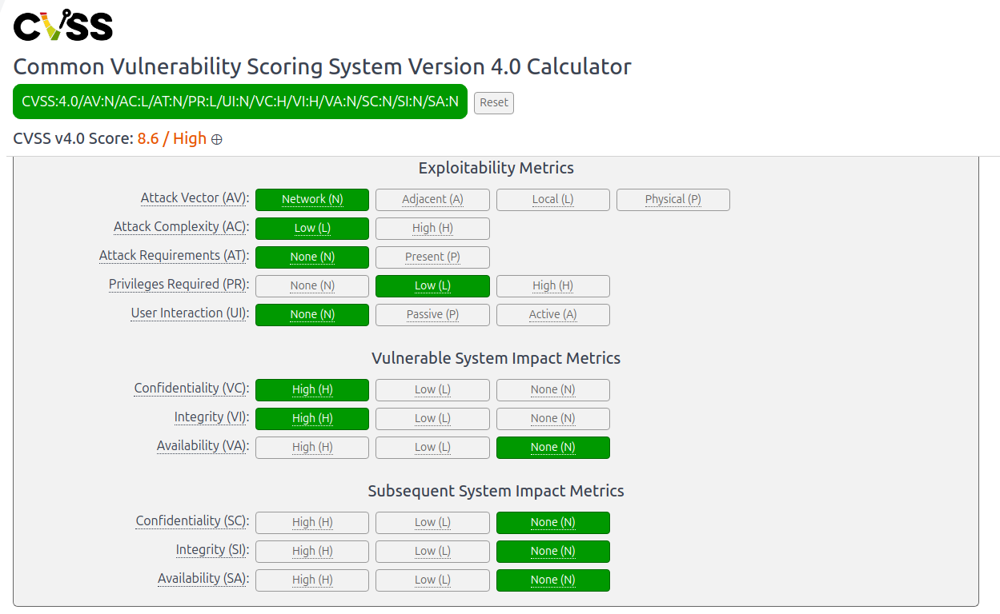 CVSS
Common Vulnerability Scoring System Version 4.0 Calculator
CVSS:4.0/AV:N/AC:L/AT:N/PR:L/UI:N/VC:H/VI:H/VA:N/SC:N/SI:N/SA:N Reset
CVSS v4.0 Score: 8.6 / High ⊕
Exploitability Metrics
Attack Vector (AV): Network (N) Adjacent (A) Local (L) Physical (P)
Attack Complexity (AC): Low (L) High (H)
Attack Requirements (AT): None (N) Present (P)
Privileges Required (PR): None (N) Low (L) High (H)
User Interaction (UI): None (N) Passive (P) Active (A)
Vulnerable System Impact Metrics
Confidentiality (VC): High (H) Low (L) None (N)
Integrity (VI): High (H) Low (L) None (N)
Availability (VA): High (H) Low (L) None (N)
Subsequent System Impact Metrics
Confidentiality (SC): High (H) Low (L) None (N)
Integrity (SI): High (H) Low (L) None (N)
Availability (SA): High (H) Low (L) None (N)